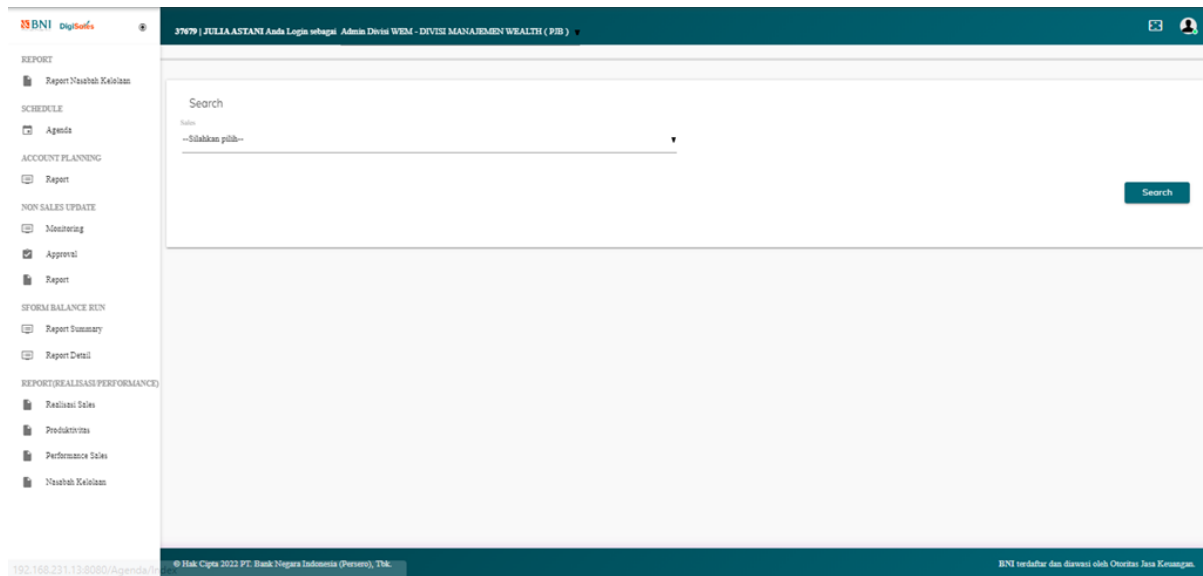 BNI DigiSales
37679 | JULIA ASTANI Anda Login sebagai Admin Divisi WEM - DIVISI MANAJEMEN WEALTH ( PJB )
REPORT
Report Nasabah Kelolaan
SCHEDULE
Agenda
ACCOUNT PLANNING
Report
NON SALES UPDATE
Monitoring
Approval
Report
SFORM BALANCE RUN
Report Summary
Report Detail
REPORT(REALISASI/PERFORMANCE)
Realisasi Sales
Produktivitas
Performance Sales
Nasabah Kelolaan
Search
Sales
--Silahkan pilih--
Search
192.168.231.13:8080/Agenda/Index
© Hak Cipta 2022 PT. Bank Negara Indonesia (Persero), Tbk.
BNI terdaftar dan diawasi oleh Otoritas Jasa Keuangan.